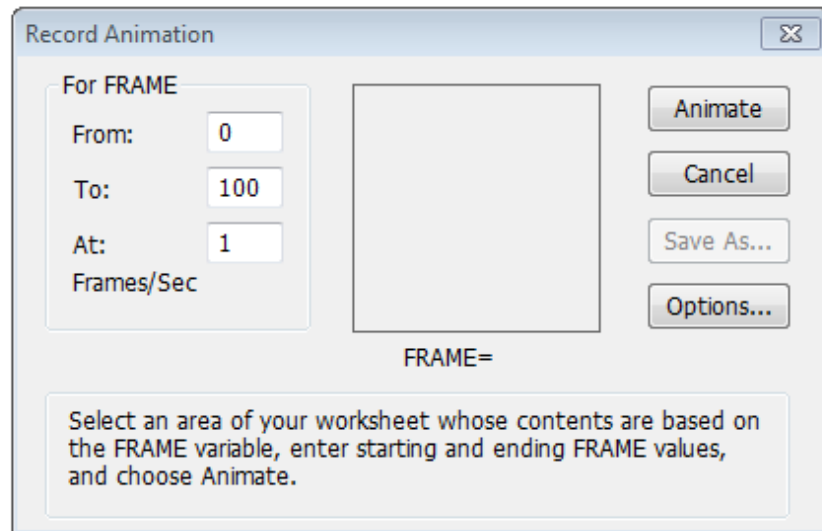 Record Animation
For FRAME
From: 0
To: 100
At: 1
Frames/Sec
FRAME=
Animate
Cancel
Save As...
Options...
Select an area of your worksheet whose contents are based on
the FRAME variable, enter starting and ending FRAME values,
and choose Animate.